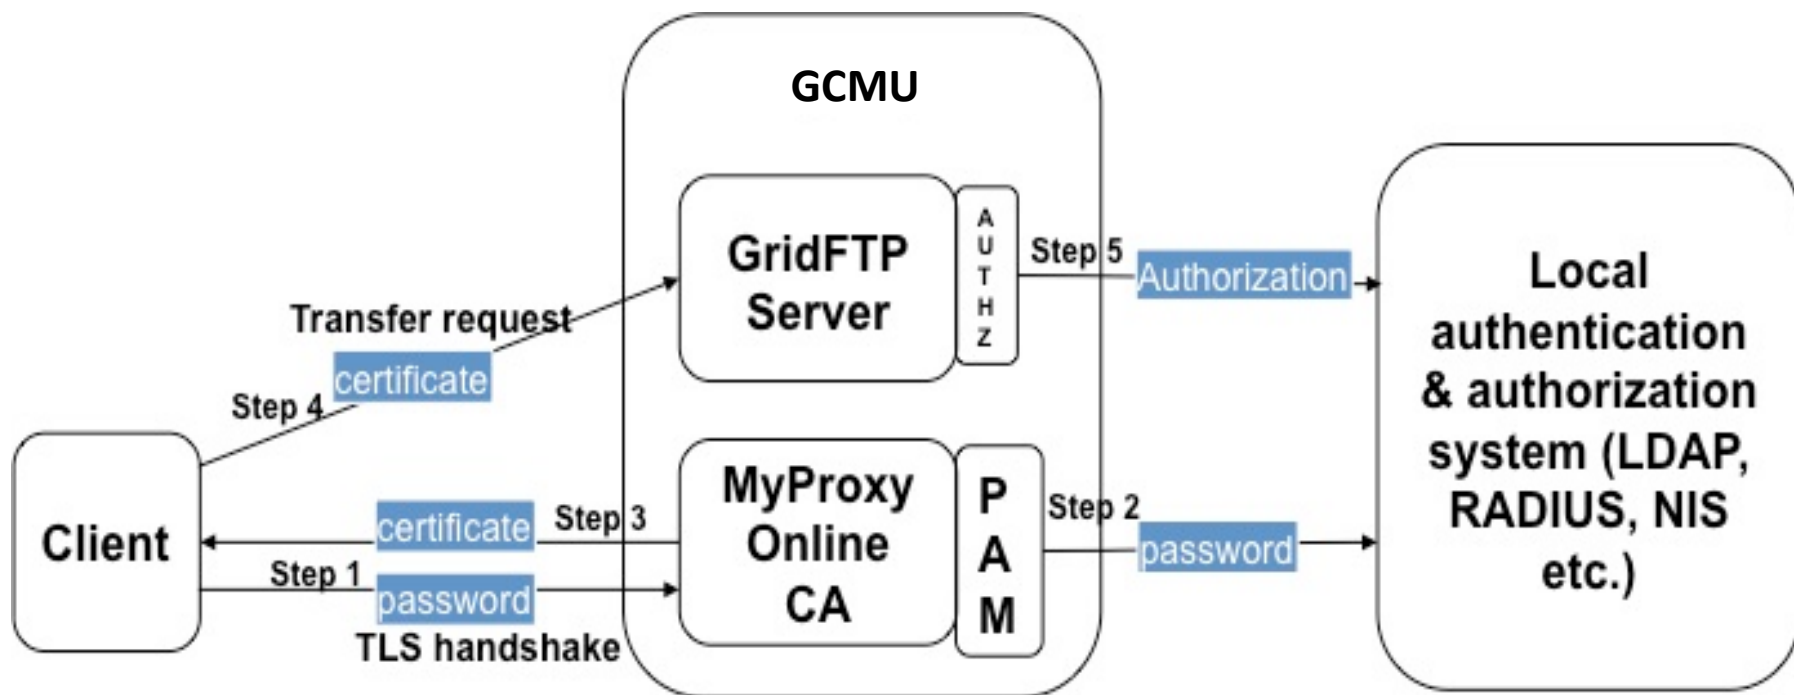 GCMU
GridFTP
Server
A
U
T
H
Z
Step 5
Authorization
Local
authentication
& authorization
system (LDAP,
RADIUS, NIS
etc.)
Transfer request
certificate
Step 4
Client
certificate
Step 3
Step 1
password
TLS handshake
MyProxy
Online
CA
P
A
M
Step 2
password